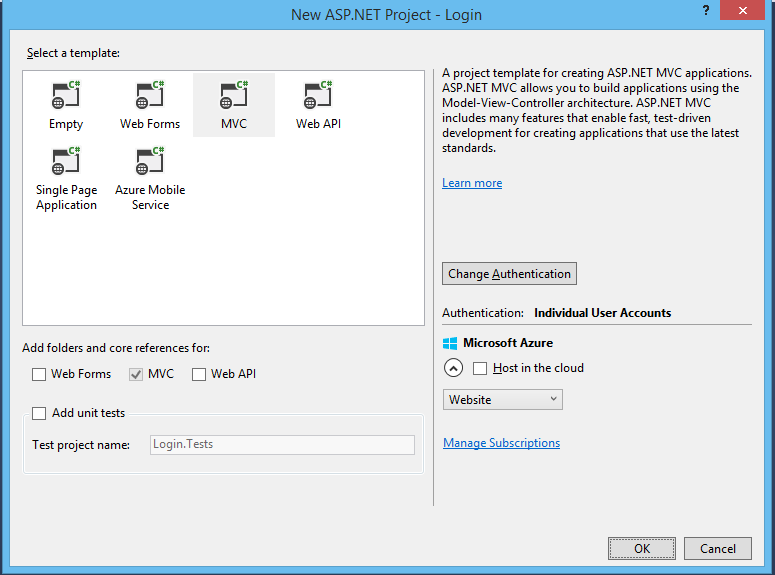 New ASP.NET Project - Login
?
Select a template:
C#
C#
C#
C#
Empty
Web Forms
MVC
Web API
C#
C#
Single Page
Application
Azure Mobile
Service
A project template for creating ASP.NET MVC applications.
ASP.NET MVC allows you to build applications using the
Model-View-Controller architecture. ASP.NET MVC
includes many features that enable fast, test-driven
development for creating applications that use the latest
standards.
Learn more
Change Authentication
Authentication: Individual User Accounts
Microsoft Azure
Host in the cloud
Website
Manage Subscriptions
Add folders and core references for:
Web Forms
MVC
Web API
Add unit tests
Test project name:
Login.Tests
OK
Cancel